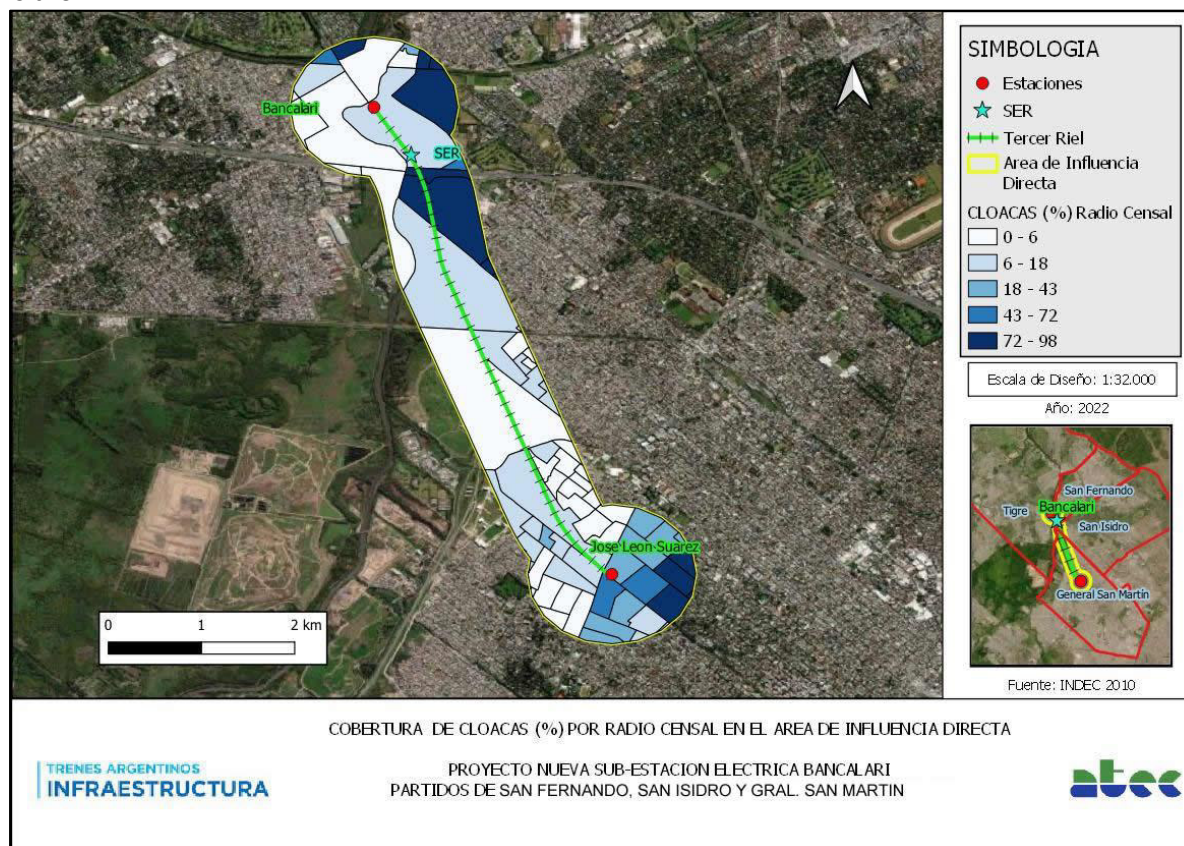 Bancalari
SER
Jose Leon Suarez
0 1 2 km
SIMBOLOGIA
Estaciones
SER
Tercer Riel
Area de Influencia
Directa
CLOACAS (%) Radio Censal
0 - 6
6 - 18
18 - 43
43 - 72
72 - 98
Escala de Diseño: 1:32.000
Año: 2022
San Fernando
Tigre
Bancalari
San Isidro
General San Martín
Fuente: INDEC 2010
COBERTURA DE CLOACAS (%) POR RADIO CENSAL EN EL AREA DE INFLUENCIA DIRECTA
TRENES ARGENTINOS
INFRAESTRUCTURA
PROYECTO NUEVA SUB-ESTACION ELECTRICA BANCALARI
PARTIDOS DE SAN FERNANDO, SAN ISIDRO Y GRAL. SAN MARTIN
atec